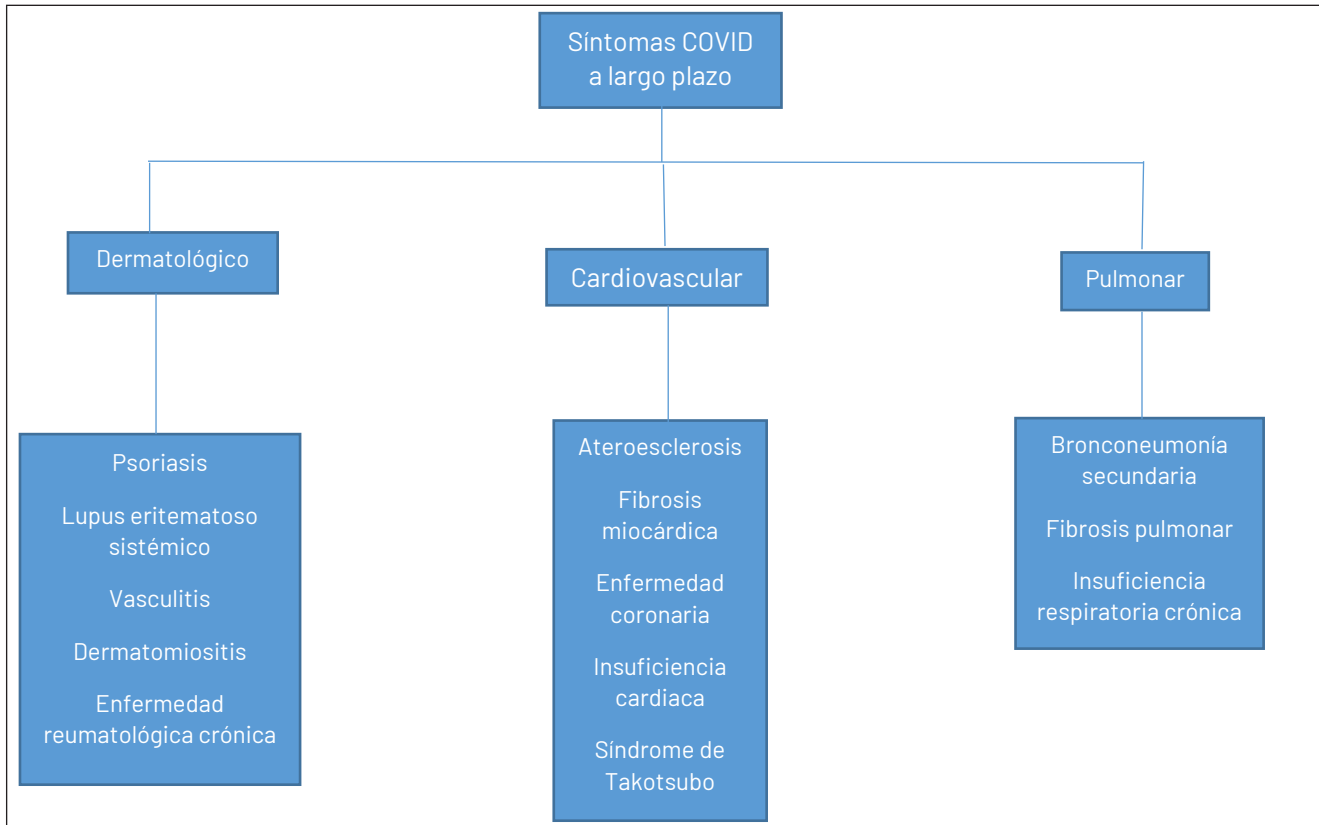 Síntomas COVID
a largo plazo
Dermatológico
Cardiovascular
Pulmonar
Psoriasis
Lupus eritematoso
sistémico
Vasculitis
Dermatomiositis
Enfermedad
reumatológica crónica
Ateroesclerosis
Fibrosis
miocárdica
Enfermedad
coronaria
Insuficiencia
cardiaca
Síndrome de
Takotsubo
Bronconeumonía
secundaria
Fibrosis pulmonar
Insuficiencia
respiratoria crónica